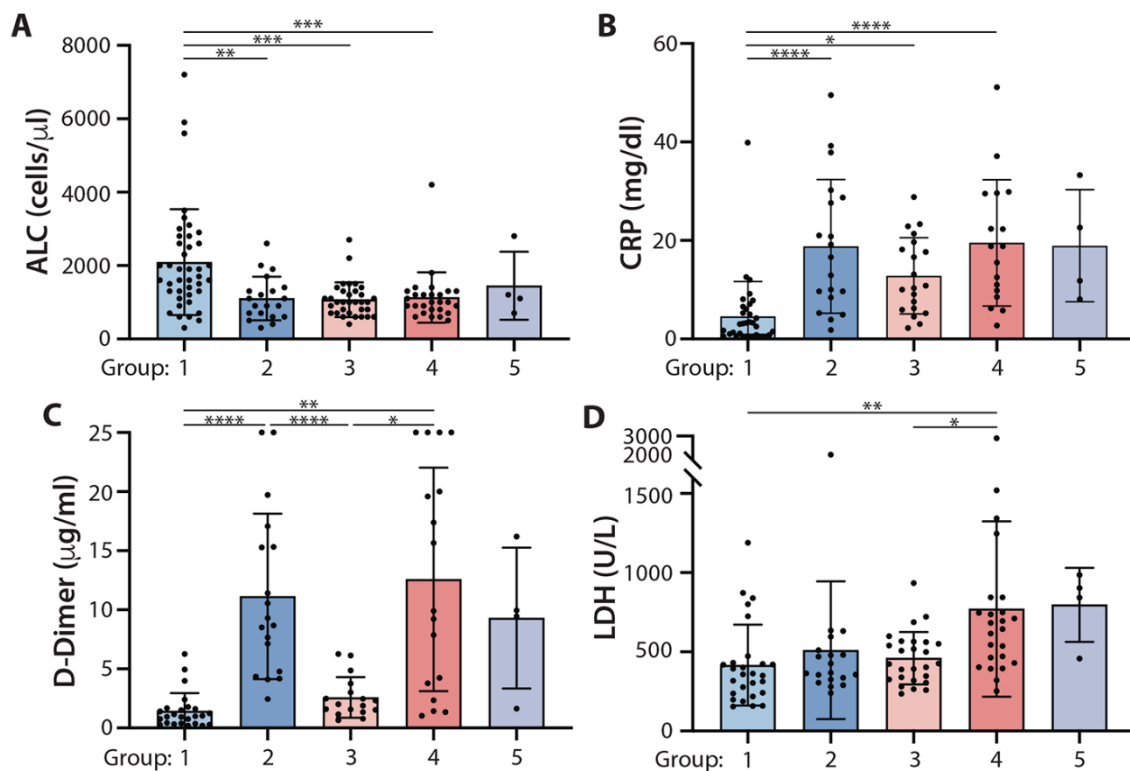 A
ALC (cells/μl)
8000
6000
4000
2000
0
***
***
**
Group: 1 2 3 4 5
B
CRP (mg/dl)
60
40
20
0
****
*
****
Group: 1 2 3 4 5
C
D-Dimer (μg/ml)
25
20
15
10
5
0
**
**** **** *
Group: 1 2 3 4 5
D
LDH (U/L)
3000
2000
1500
1000
500
0
**
*
Group: 1 2 3 4 5